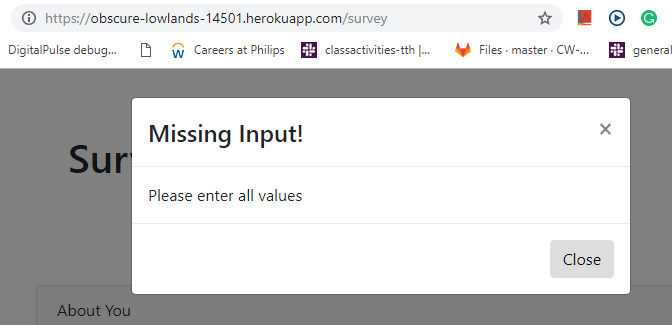 https://obscure-lowlands-14501.herokuapp.com/survey
DigitalPulse debug... Careers at Philips classactivities-tth |... Files · master · CW-... general
Missing Input! ×
Sur
Please enter all values
Close
About You